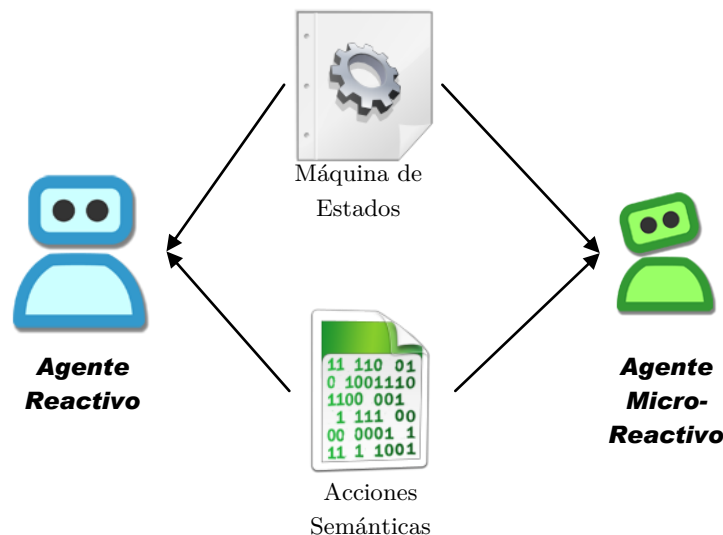 Máquina de
Estados
Agente
Reactivo
Agente
Micro-
Reactivo
11 110 01
0 1001110
1100 001
1 111 00
00 0001 1
11 1 1001
Acciones
Semánticas